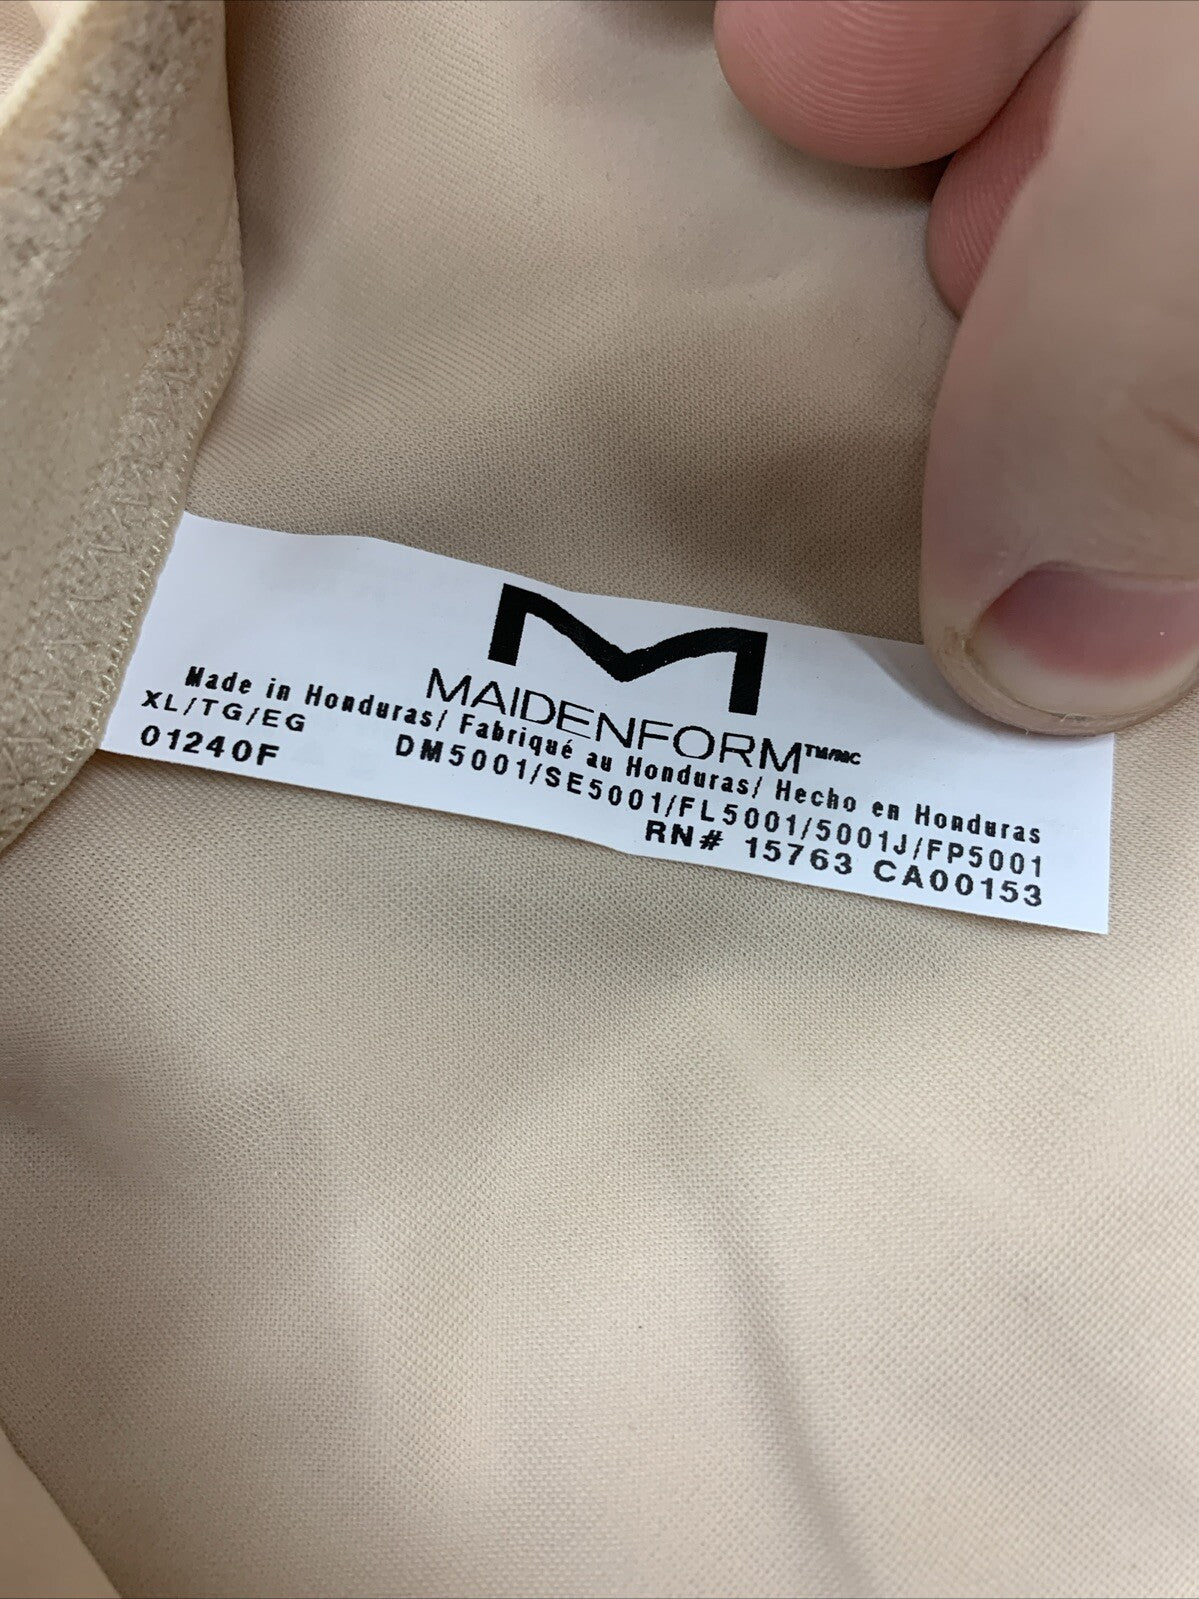 M
MAIDENFORM™/MC
Made in Honduras/ Fabriqué au Honduras/ Hecho en Honduras
XL/TG/EG
DM5001/SE5001/FL5001/5001J/FP5001
01240F
RN# 15763 CA00153